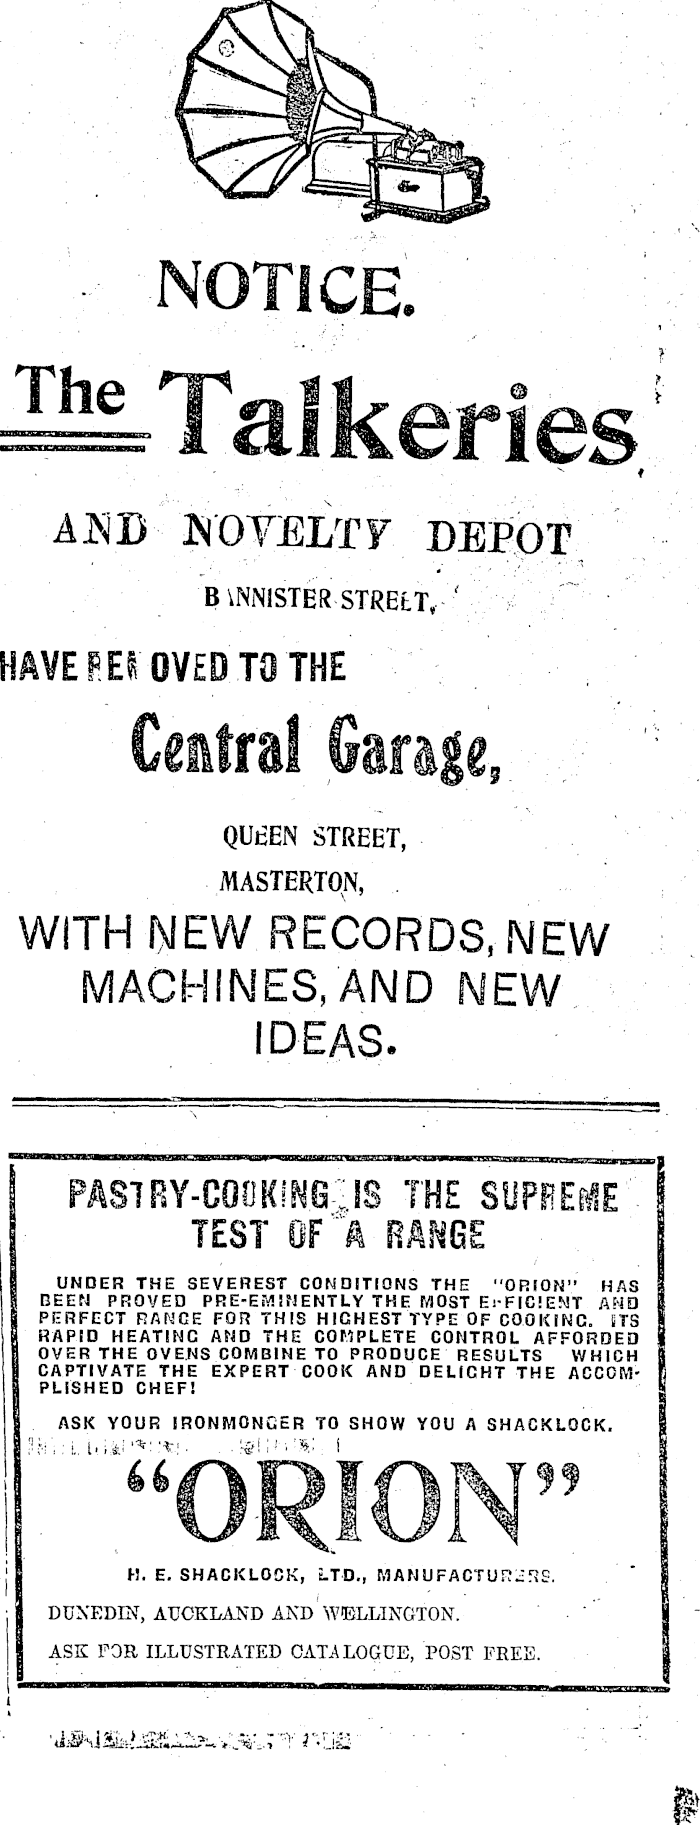 NOTICE.
The Talkeries,
AND NOVELTY DEPOT
BANNISTER STREET,
HAVE REMOVED TO THE
Central Garage,
QUEEN STREET,
MASTERTON,
WITH NEW RECORDS, NEW
MACHINES, AND NEW
IDEAS.
PASTRY-COOKING IS THE SUPREME
TEST OF A RANGE
UNDER THE SEVEREST CONDITIONS THE "ORION" HAS
BEEN PROVED PRE-EMINENTLY THE MOST EFFICIENT AND
PERFECT RANGE FOR THIS HIGHEST TYPE OF COOKING. ITS
RAPID HEATING AND THE COMPLETE CONTROL AFFORDED
OVER THE OVENS COMBINE TO PRODUCE RESULTS WHICH
CAPTIVATE THE EXPERT COOK AND DELIGHT THE ACCOM-
PLISHED CHEF!
ASK YOUR IRONMONGER TO SHOW YOU A SHACKLOCK.
"ORION"
H. E. SHACKLOCK, LTD., MANUFACTURERS.
DUNEDIN, AUCKLAND AND WELLINGTON.
ASK FOR ILLUSTRATED CATALOGUE, POST FREE.